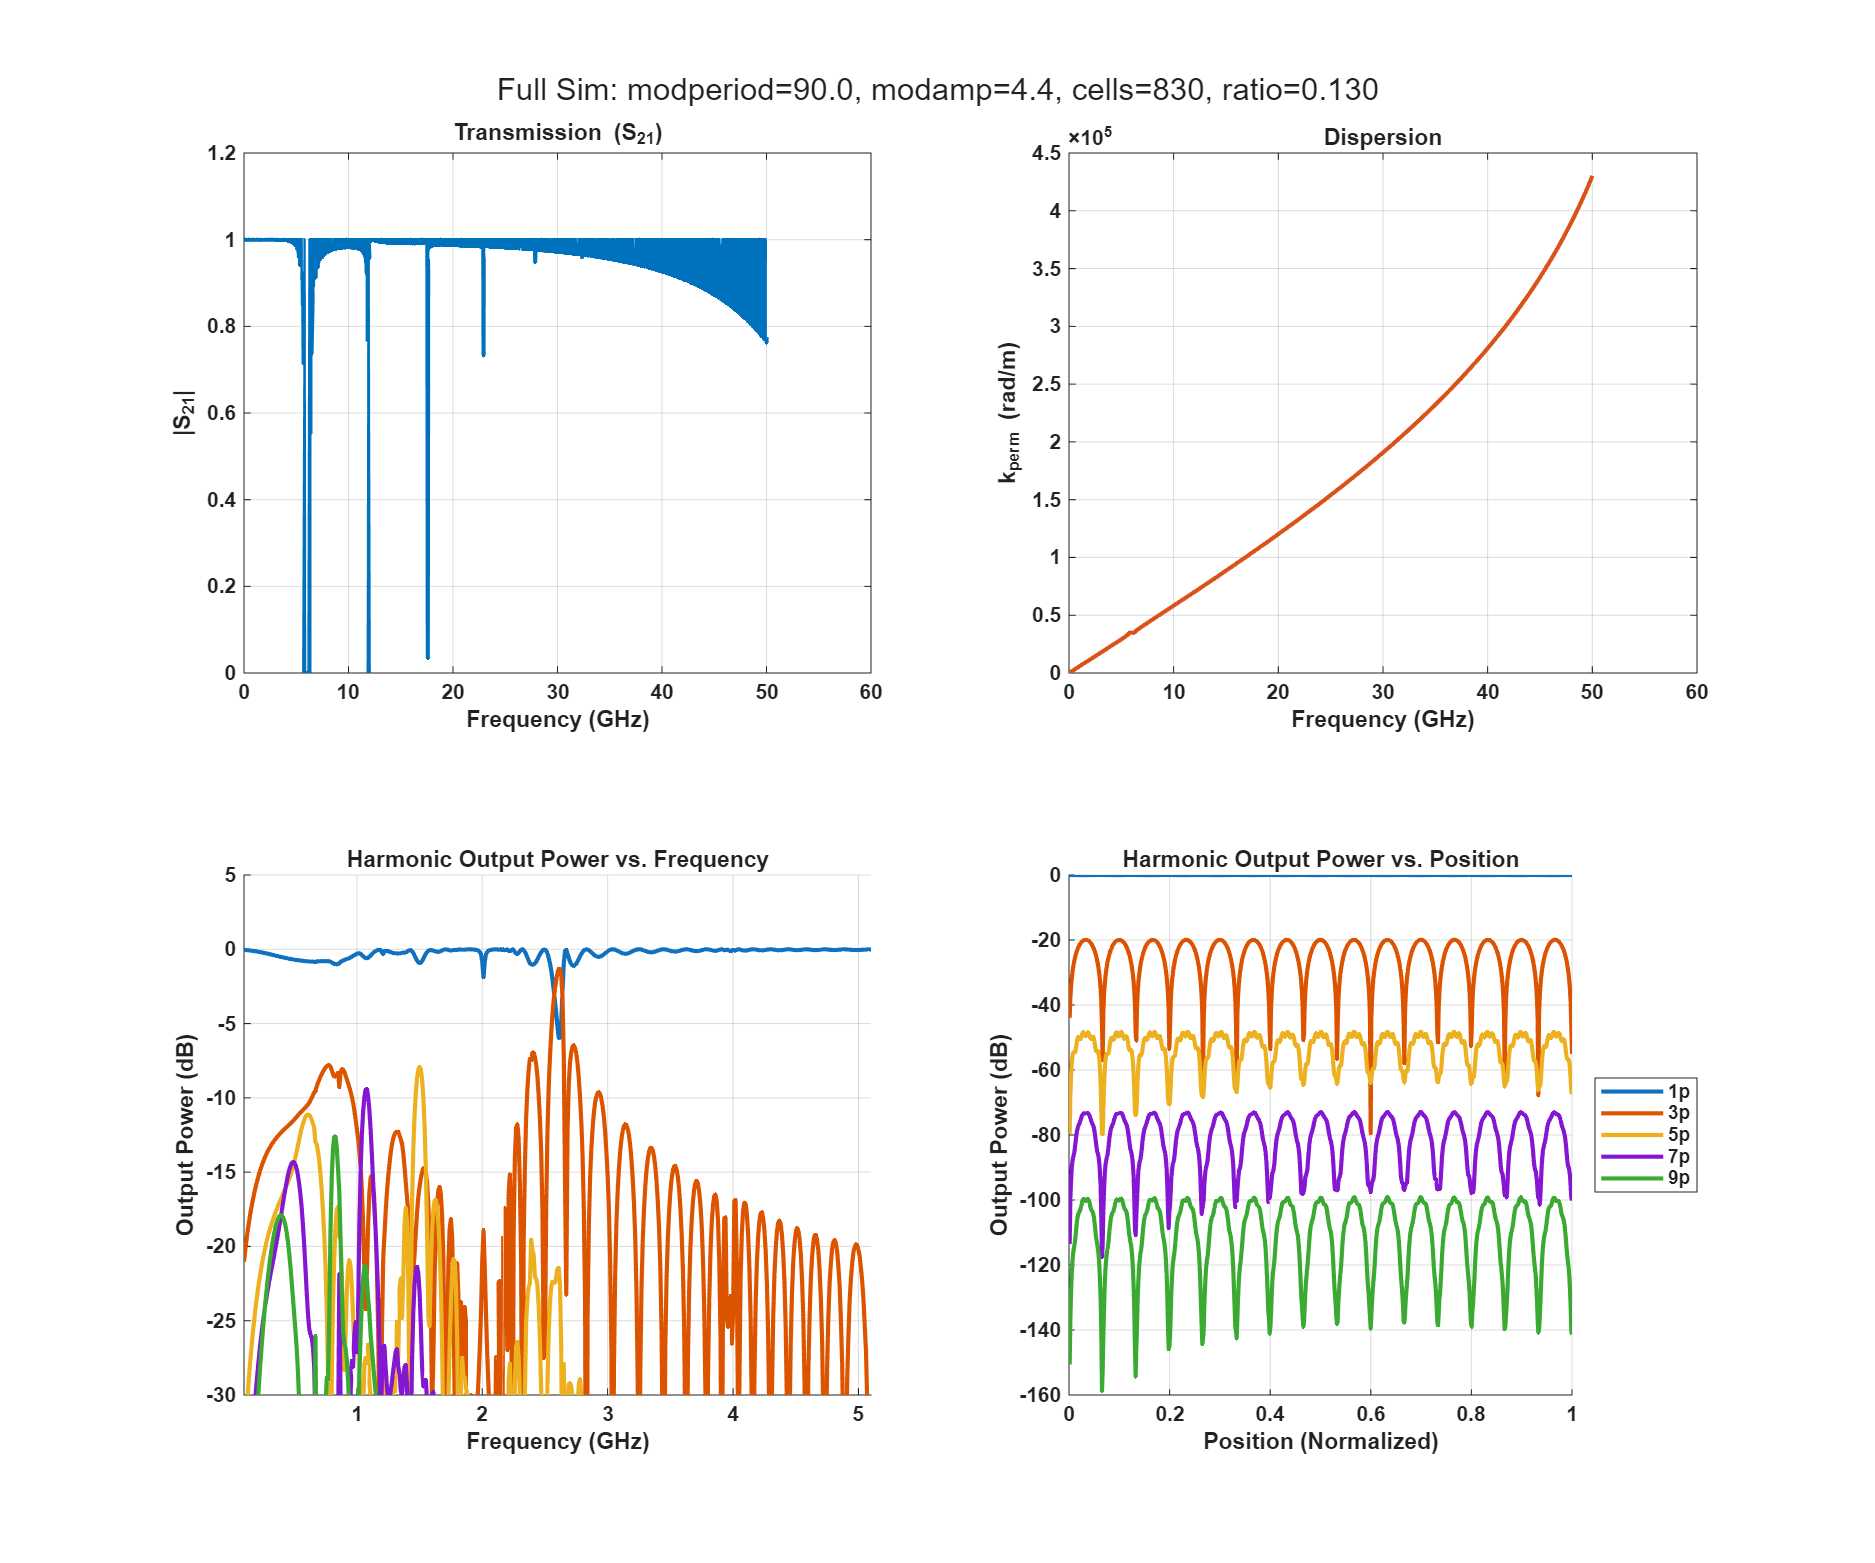 Full Sim: modperiod=90.0, modamp=4.4, cells=830, ratio=0.130
Transmission (S21)
1.2
1
0.8
0.6
0.4
0.2
0
|S21|
0 10 20 30 40 50 60
Frequency (GHz)
×10^5
Dispersion
4.5
4
3.5
3
2.5
2
1.5
1
0.5
0
kperm (rad/m)
0 10 20 30 40 50 60
Frequency (GHz)
Harmonic Output Power vs. Frequency
5
0
-5
-10
-15
-20
-25
-30
Output Power (dB)
1 2 3 4 5
Frequency (GHz)
Harmonic Output Power vs. Position
0
-20
-40
-60
-80
-100
-120
-140
-160
Output Power (dB)
0 0.2 0.4 0.6 0.8 1
Position (Normalized)
1p
3p
5p
7p
9p